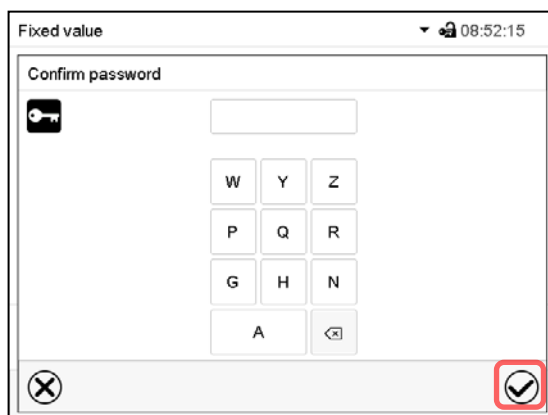 Fixed value 08:52:15
Confirm password
W Y Z
P Q R
G H N
A